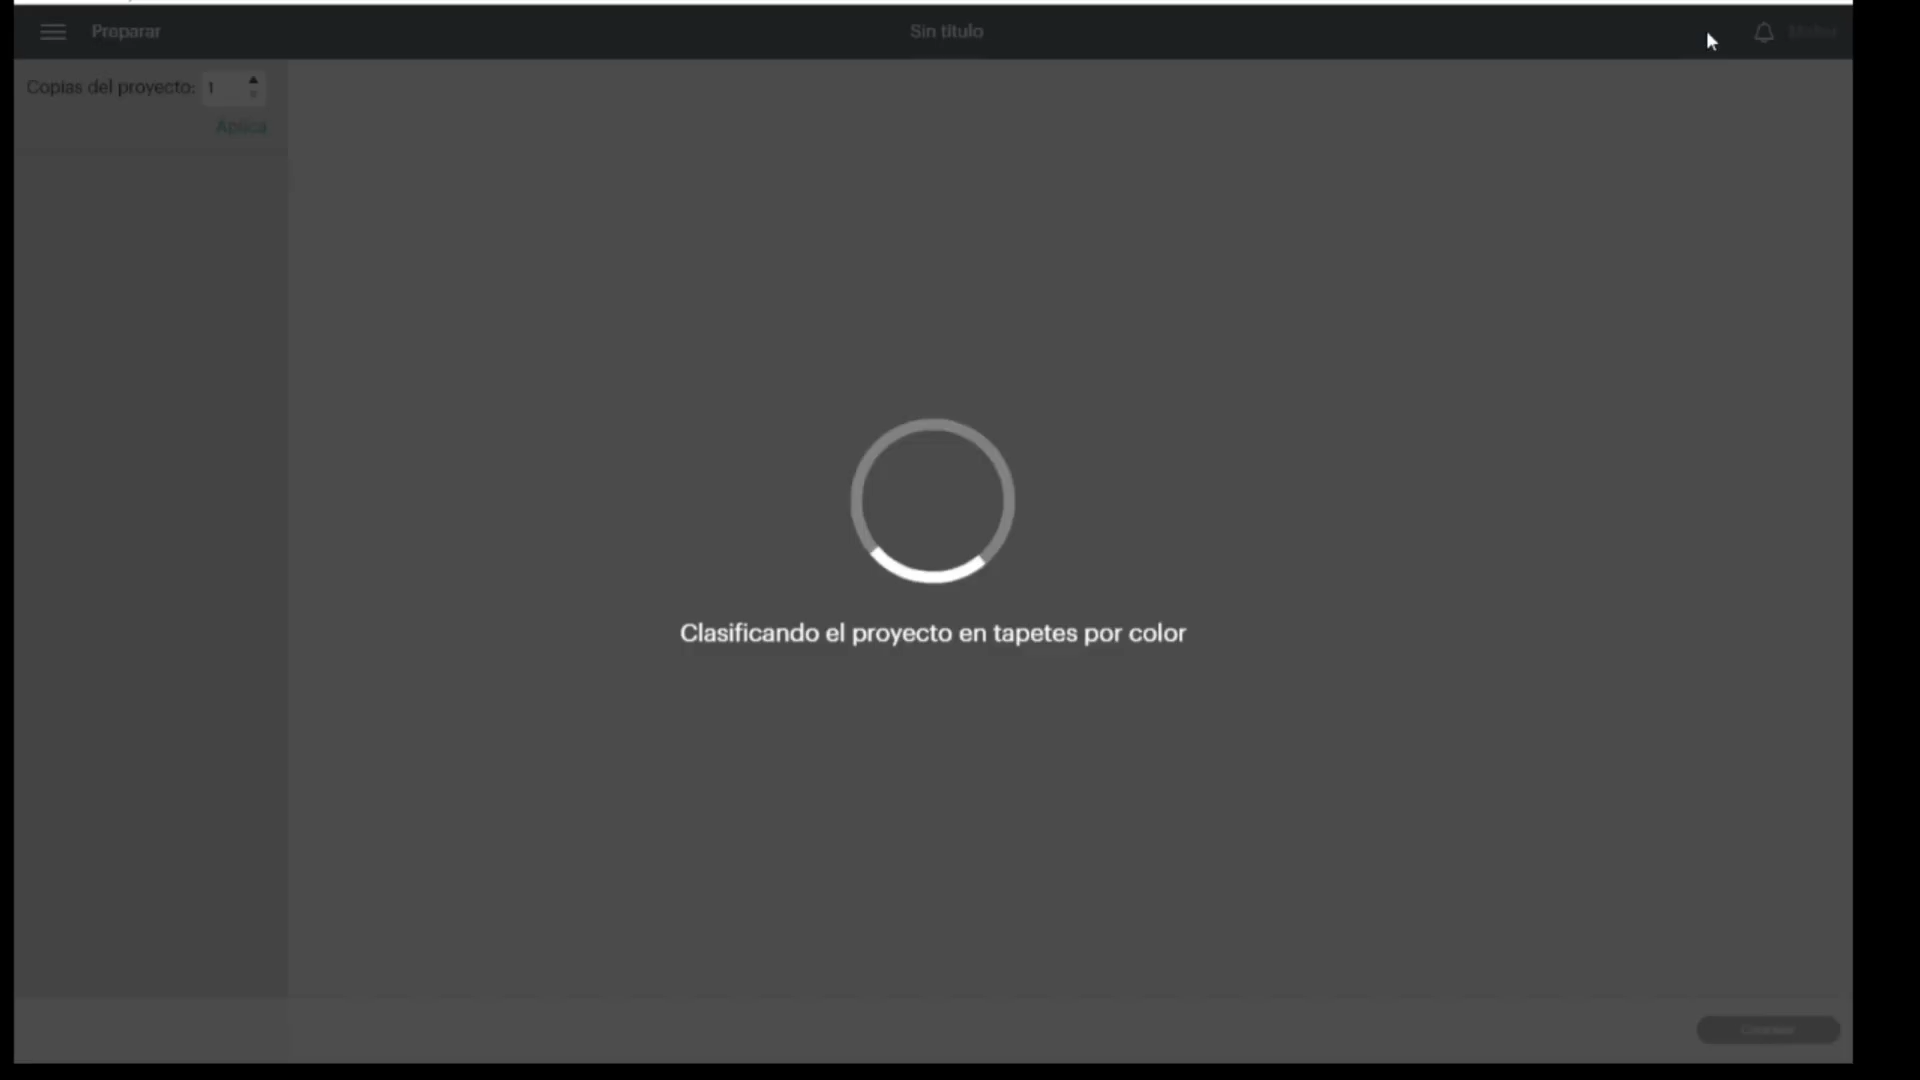 Preparar
Sin título
Copias del proyecto: 1
Aplica
Clasificando el proyecto en tapetes por color